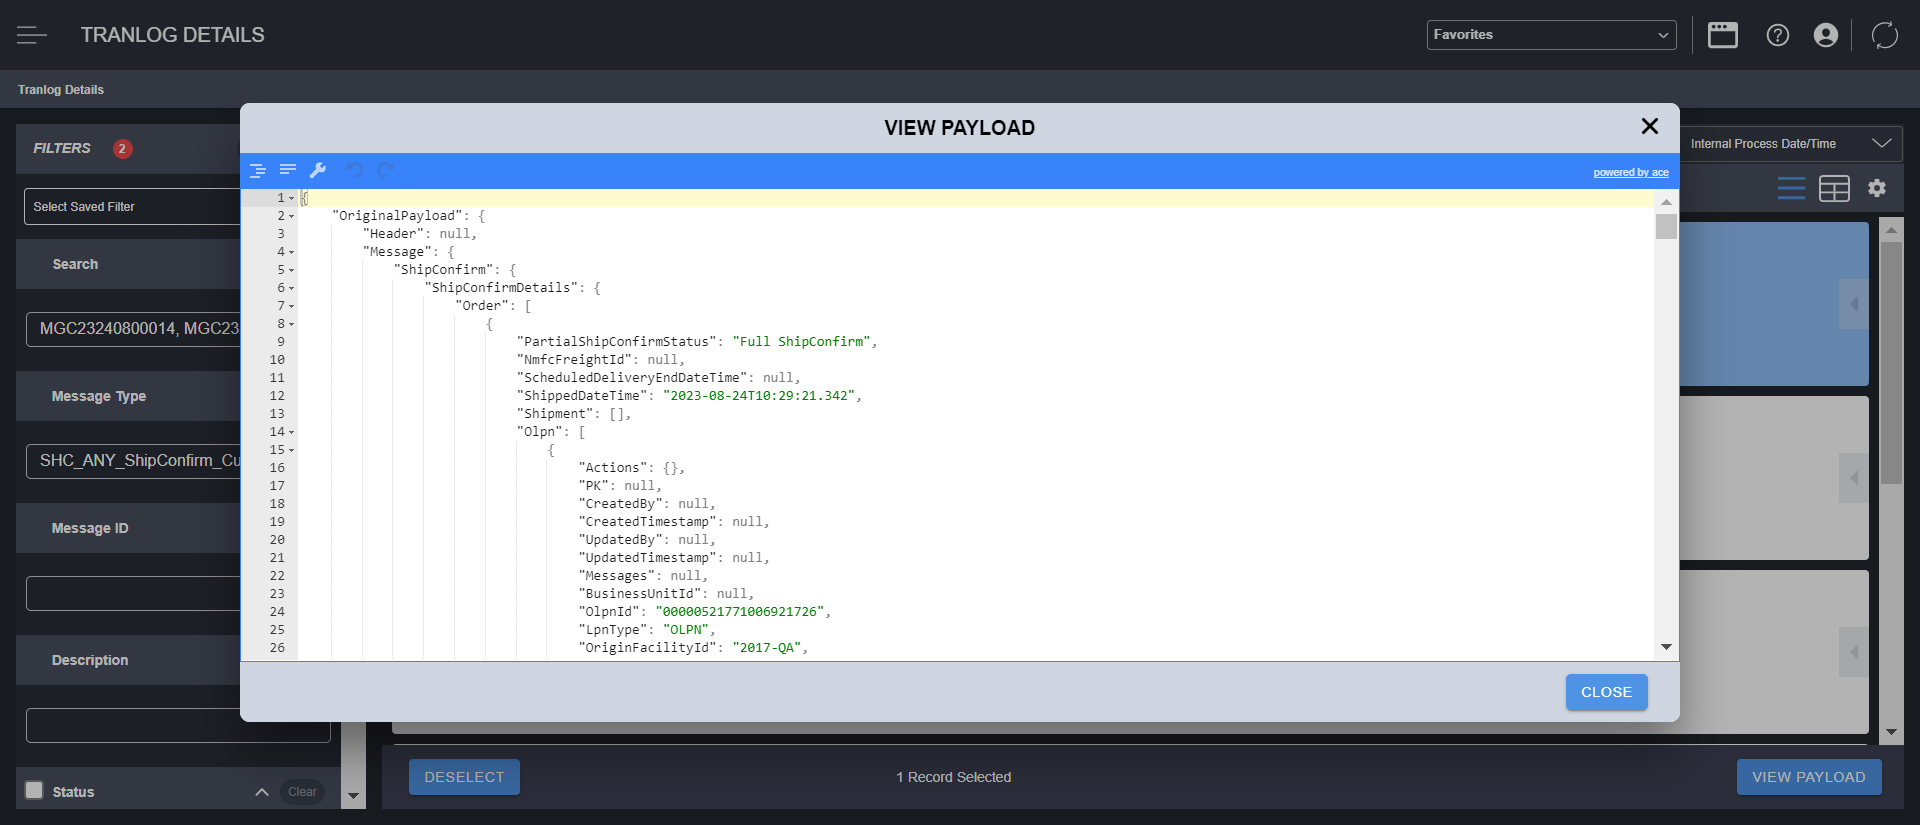 TRANLOG DETAILS
Favorites
Tranlog Details
FILTERS 2
Select Saved Filter
Search
MGC23240800014, MGC23
Message Type
SHC_ANY_ShipConfirm_Cu
Message ID
Description
Status
Clear
Internal Process Date/Time
VIEW PAYLOAD
powered by ace
1 {
2 "OriginalPayload": {
3 "Header": null,
4 "Message": {
5 "ShipConfirm": {
6 "ShipConfirmDetails": {
7 "Order": [
8 {
9 "PartialShipConfirmStatus": "Full ShipConfirm",
10 "NmfcFreightId": null,
11 "ScheduledDeliveryEndDateTime": null,
12 "ShippedDateTime": "2023-08-24T10:29:21.342",
13 "Shipment": [],
14 "Olpn": [
15 {
16 "Actions": {},
17 "PK": null,
18 "CreatedBy": null,
19 "CreatedTimestamp": null,
20 "UpdatedBy": null,
21 "UpdatedTimestamp": null,
22 "Messages": null,
23 "BusinessUnitId": null,
24 "OlpnId": "00000521771006921726",
25 "LpnType": "OLPN",
26 "OriginFacilityId": "2017-QA",
CLOSE
DESELECT
1 Record Selected
VIEW PAYLOAD